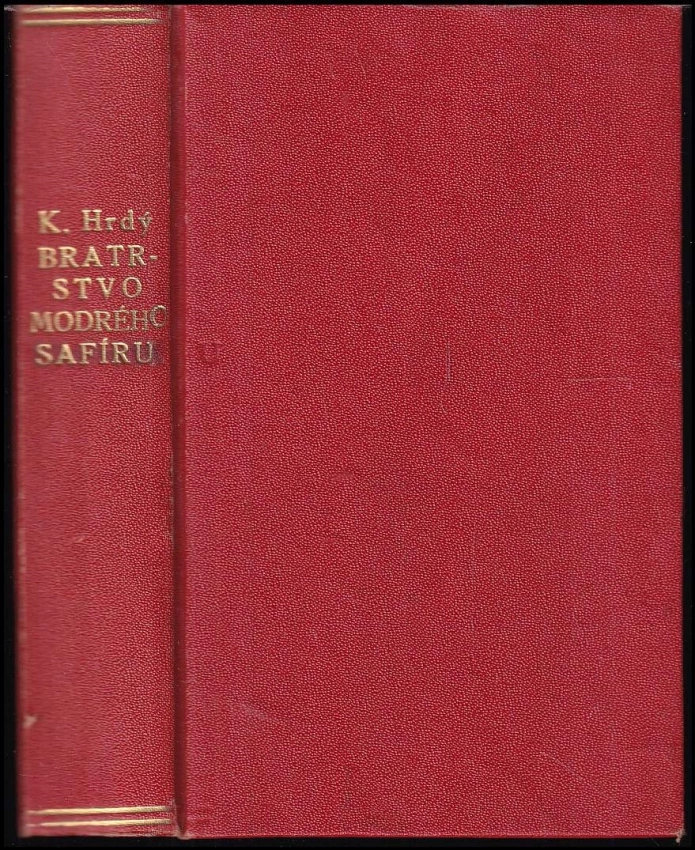 K. Hrdý
BRATR-
STVO
MODRÉHO
SAFÍRU